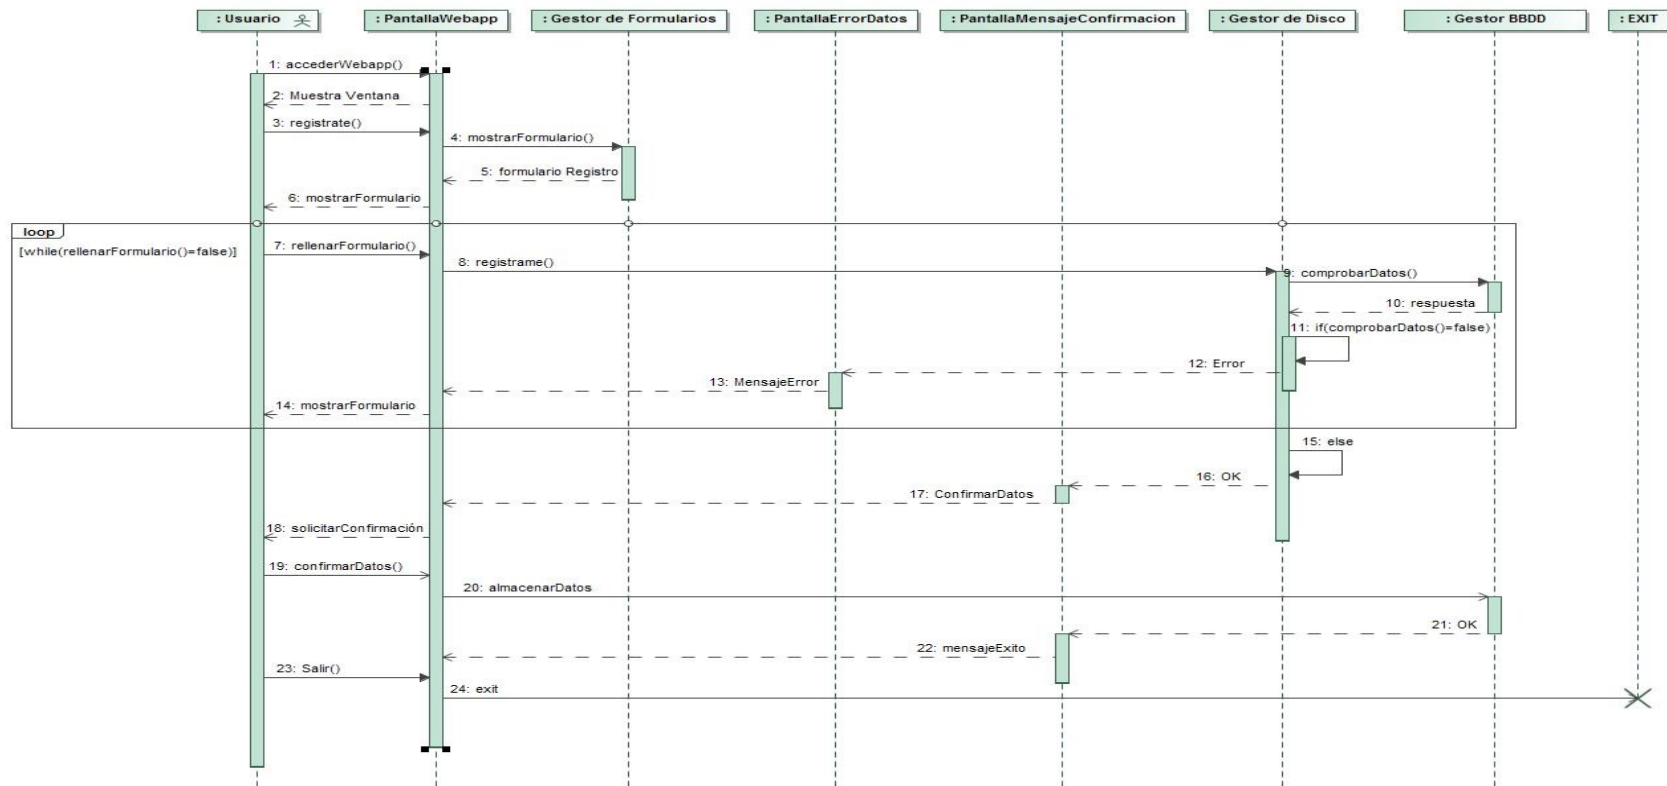 : Usuario
: PantallaWebapp
: Gestor de Formularios
: PantallaErrorDatos
: PantallaMensajeConfirmacion
: Gestor de Disco
: Gestor BBDD
: EXIT
1: accederWebapp()
2: Muestra Ventana
3: registrate()
4: mostrarFormulario()
5: formulario Registro
6: mostrarFormulario
loop
[while(rellenarFormulario()=false)]
7: rellenarFormulario()
8: registrame()
9: comprobarDatos()
10: respuesta
11: if(comprobarDatos()=false)
12: Error
13: MensajeError
14: mostrarFormulario
15: else
16: OK
17: ConfirmarDatos
18: solicitarConfirmación
19: confirmarDatos()
20: almacenarDatos
21: OK
22: mensajeExito
23: Salir()
24: exit